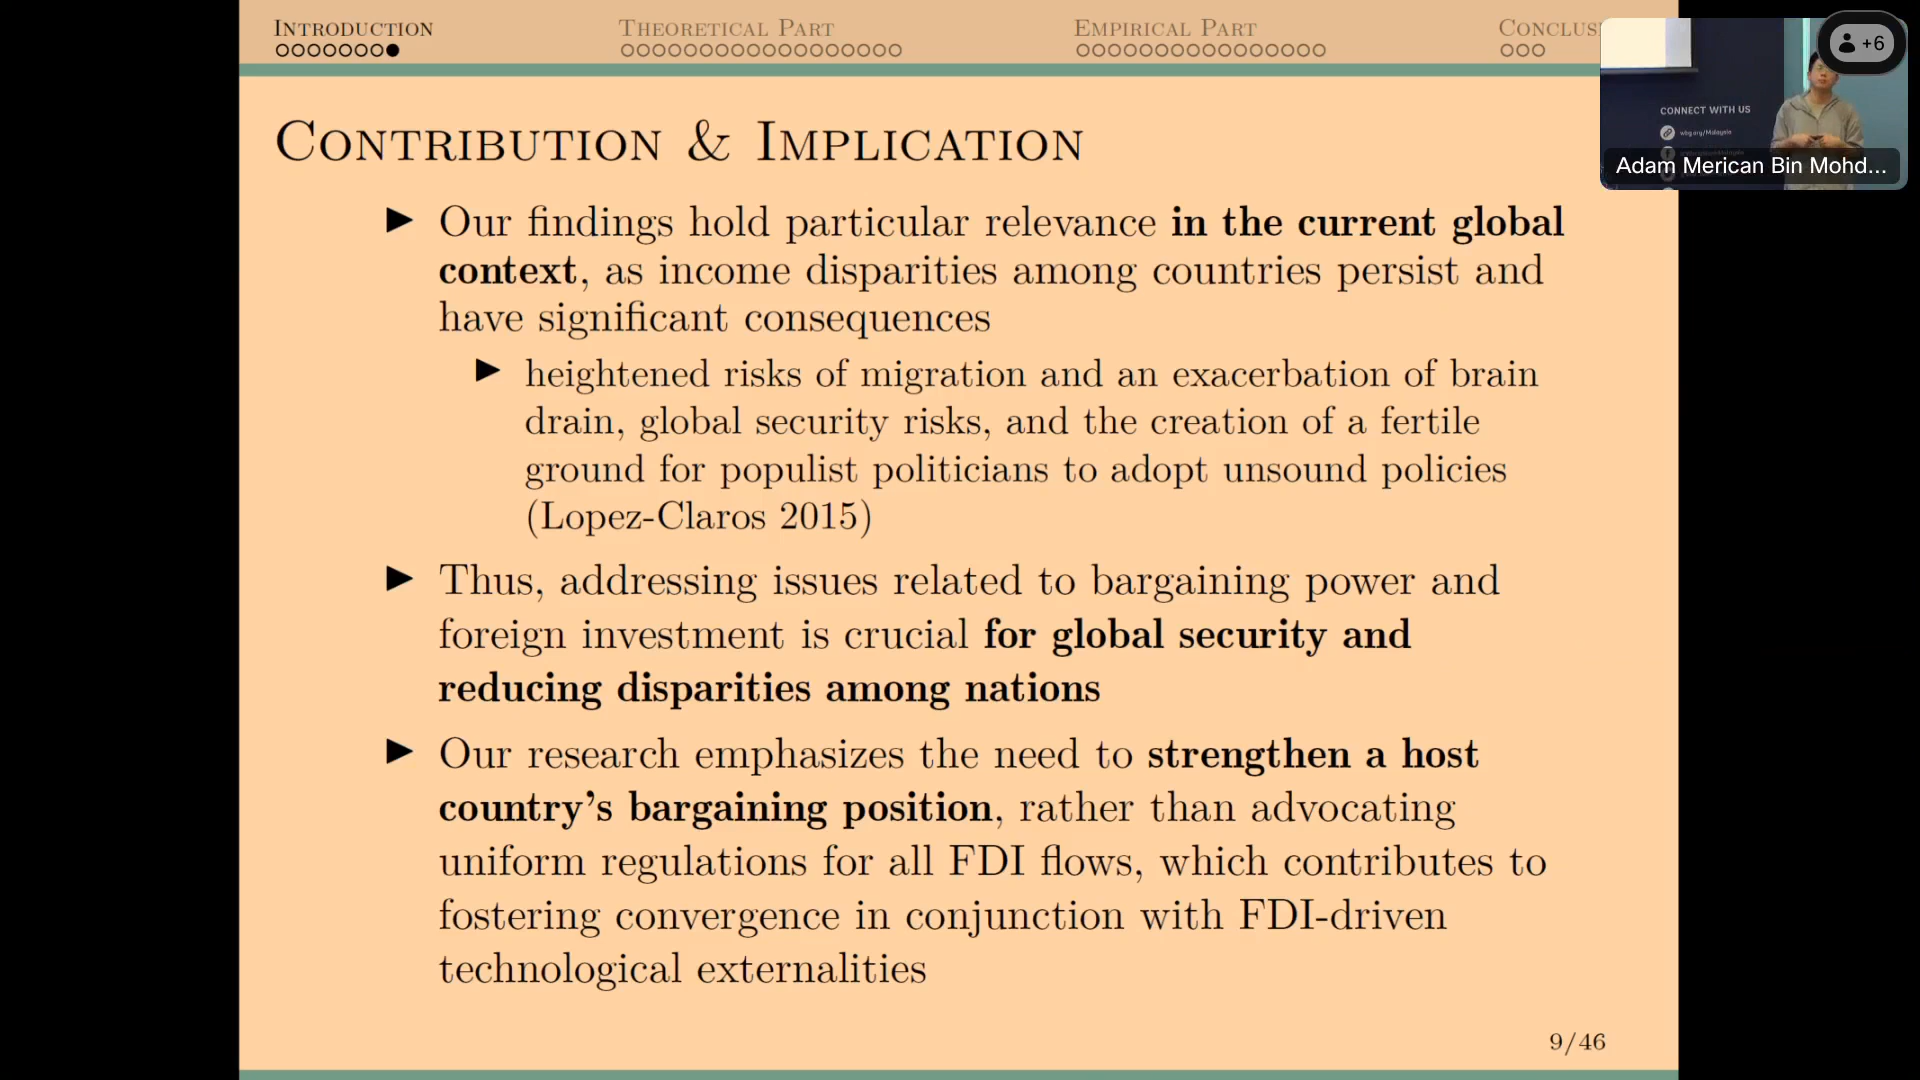 INTRODUCTION
THEORETICAL PART
EMPIRICAL PART
CONCLUS
+6
CONNECT WITH US
wbg.org/Malaysia
Adam Merican Bin Mohd...
CONTRIBUTION & IMPLICATION
Our findings hold particular relevance in the current global
context, as income disparities among countries persist and
have significant consequences
heightened risks of migration and an exacerbation of brain
drain, global security risks, and the creation of a fertile
ground for populist politicians to adopt unsound policies
(Lopez-Claros 2015)
Thus, addressing issues related to bargaining power and
foreign investment is crucial for global security and
reducing disparities among nations
Our research emphasizes the need to strengthen a host
country's bargaining position, rather than advocating
uniform regulations for all FDI flows, which contributes to
fostering convergence in conjunction with FDI-driven
technological externalities
9/46